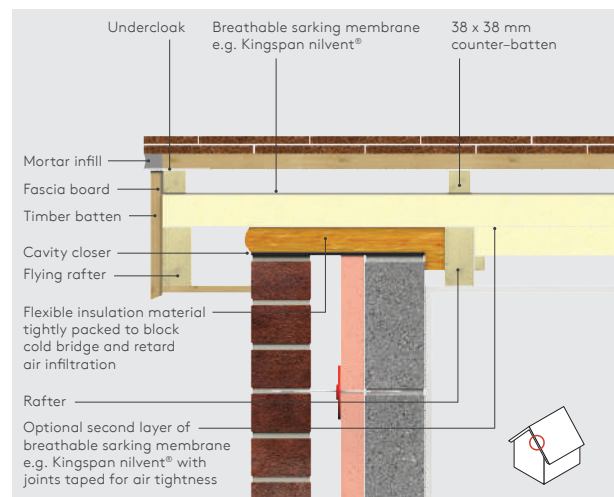 Undercloak
Breathable sarking membrane
e.g. Kingspan nilvent®
38 x 38 mm
counter–batten
Mortar infill
Fascia board
Timber batten
Cavity closer
Flying rafter
Flexible insulation material
tightly packed to block
cold bridge and retard
air infiltration
Rafter
Optional second layer of
breathable sarking membrane
e.g. Kingspan nilvent® with
joints taped for air tightness